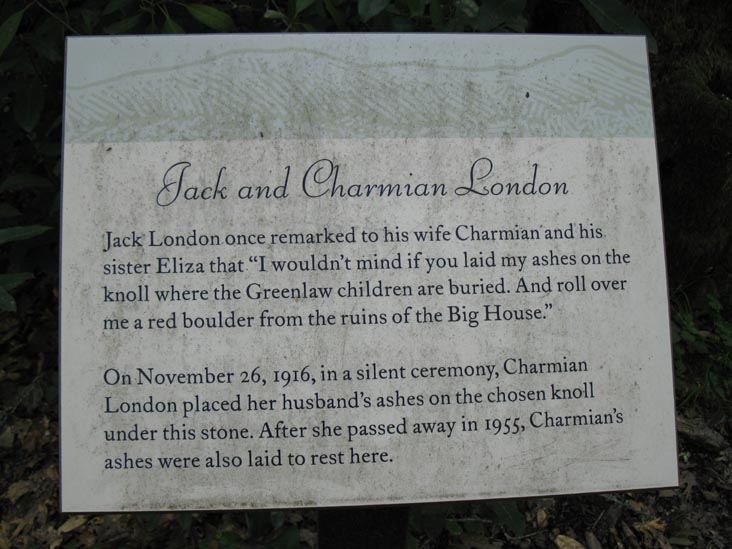 Jack and Charmian London
Jack London once remarked to his wife Charmian and his
sister Eliza that “I wouldn’t mind if you laid my ashes on the
knoll where the Greenlaw children are buried. And roll over
me a red boulder from the ruins of the Big House.”
On November 26, 1916, in a silent ceremony, Charmian
London placed her husband’s ashes on the chosen knoll
under this stone. After she passed away in 1955, Charmian’s
ashes were also laid to rest here.